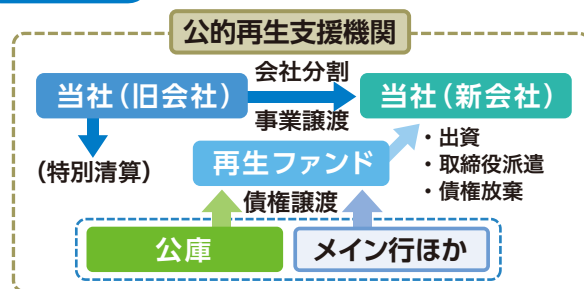 公的再生支援機関
当社(旧会社)
会社分割
事業譲渡
当社(新会社)
(特別清算)
再生ファンド
・出資
・取締役派遣
・債権放棄
債権譲渡
公庫
メイン行ほか